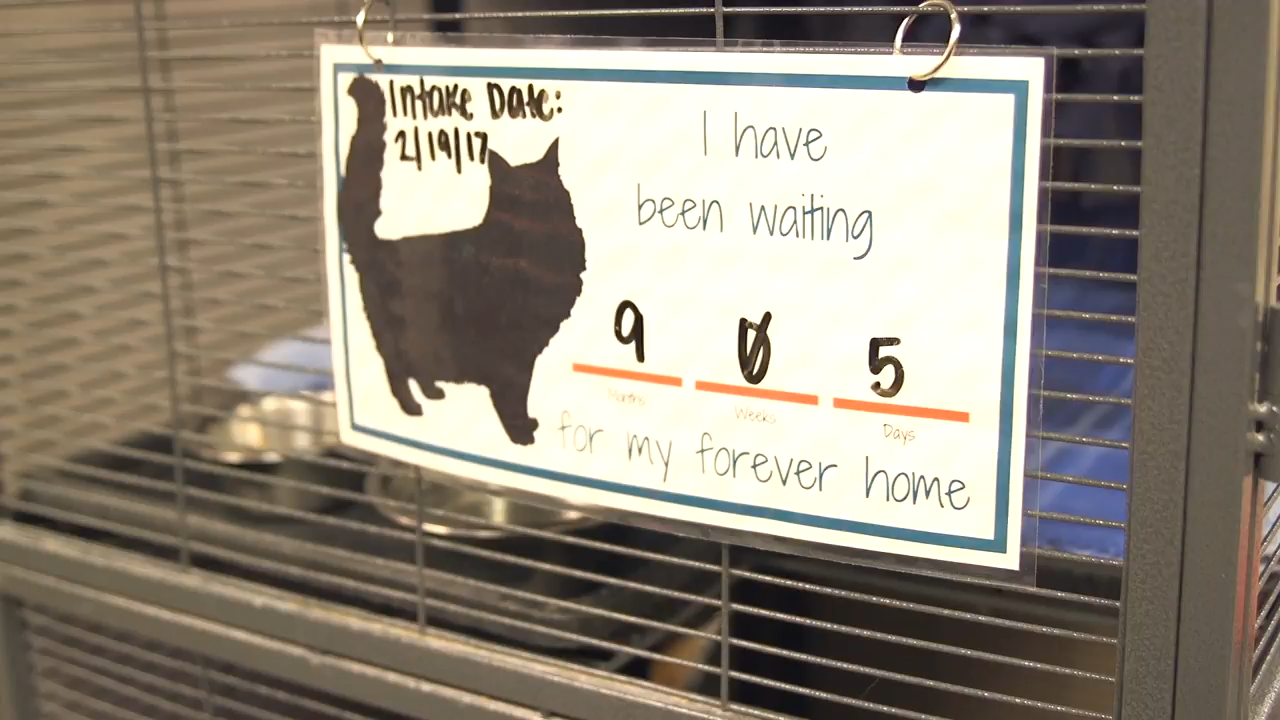 Intake Date:
2/19/17
I have
been waiting
9 0 5
Months Weeks Days
for my forever home